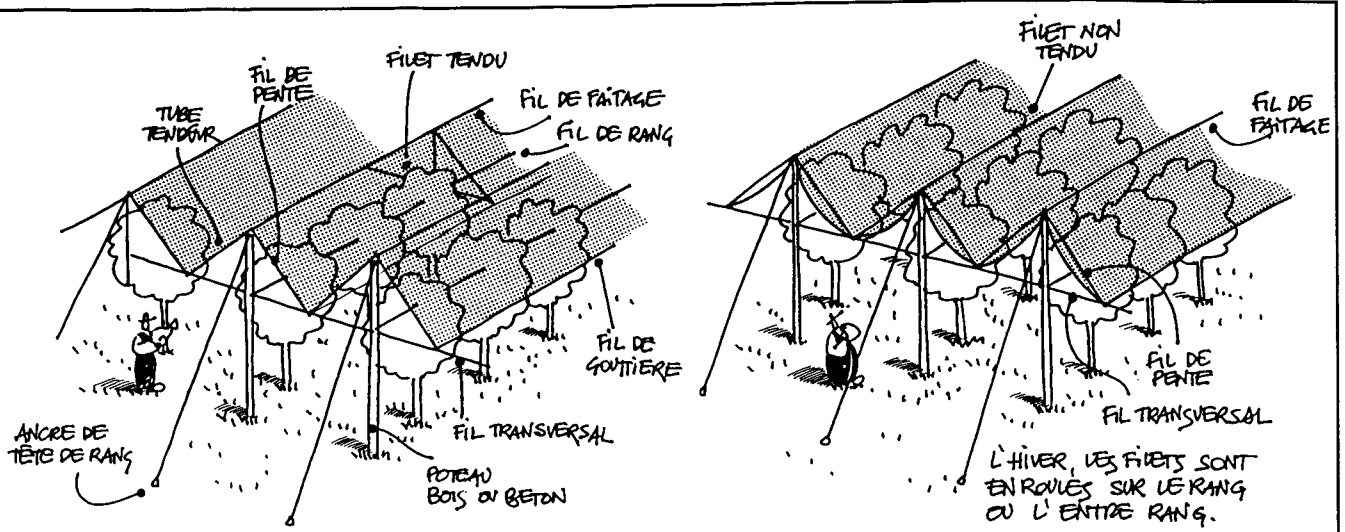 FILET TENDU
FIL DE
PENTE
TUBE
TENDEUR
FIL DE FAITAGE
FIL DE RANG
FIL DE
GOUTTIERE
FIL TRANSVERSAL
POTEAU
BOIS OU BETON
ANCRE DE
TÊTE DE RANG
FILET NON
TENDU
FIL DE
FAITAGE
FIL DE
PENTE
FIL TRANSVERSAL
L'HIVER, LES FILETS SONT
ENROULÉS SUR LE RANG
OU L'ENTRE RANG.